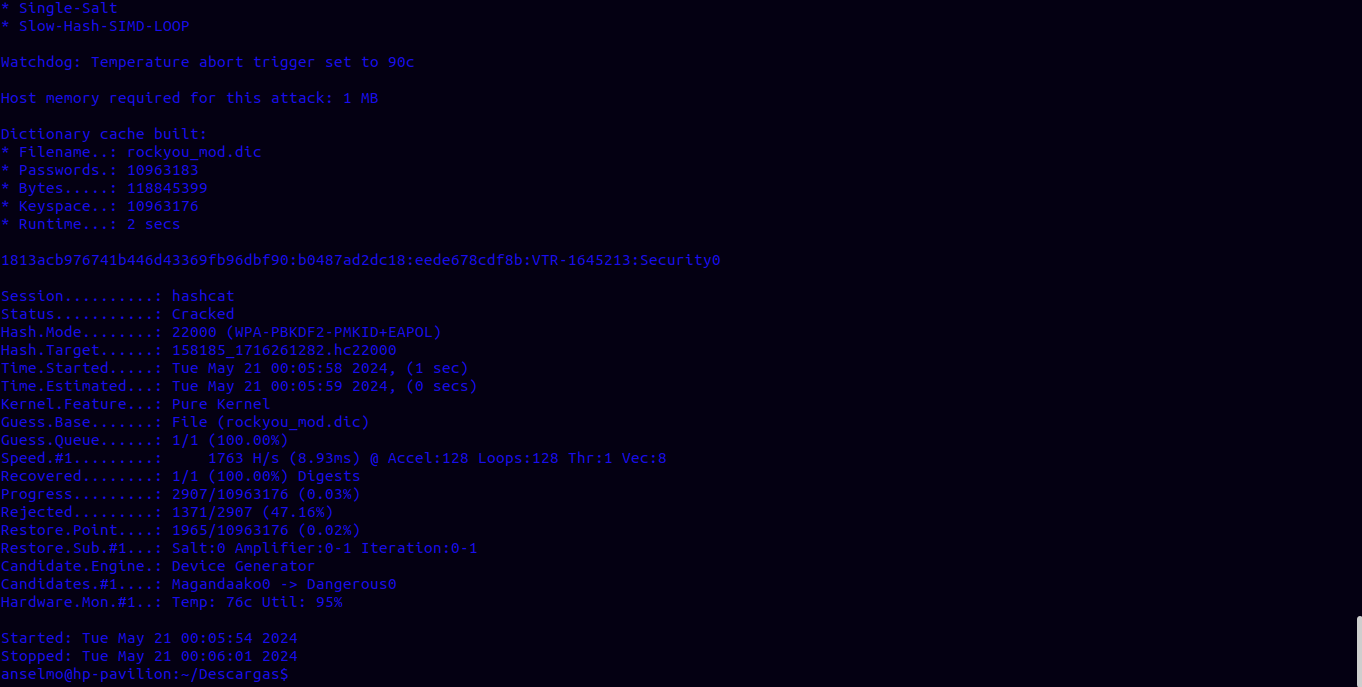 * Single-Salt
* Slow-Hash-SIMD-LOOP
Watchdog: Temperature abort trigger set to 90c
Host memory required for this attack: 1 MB
Dictionary cache built:
* Filename..: rockyou_mod.dic
* Passwords.: 10963183
* Bytes.....: 118845399
* Keyspace..: 10963176
* Runtime...: 2 secs
1813acb976741b446d43369fb96dbf90:b0487ad2dc18:eede678cdf8b:VTR-1645213:Security0
Session..........: hashcat
Status...........: Cracked
Hash.Mode........: 22000 (WPA-PBKDF2-PMKID+EAPOL)
Hash.Target......: 158185_1716261282.hc22000
Time.Started.....: Tue May 21 00:05:58 2024, (1 sec)
Time.Estimated...: Tue May 21 00:05:59 2024, (0 secs)
Kernel.Feature...: Pure Kernel
Guess.Base.......: File (rockyou_mod.dic)
Guess.Queue......: 1/1 (100.00%)
Speed.#1.........:     1763 H/s (8.93ms) @ Accel:128 Loops:128 Thr:1 Vec:8
Recovered........: 1/1 (100.00%) Digests
Progress.........: 2907/10963176 (0.03%)
Rejected.........: 1371/2907 (47.16%)
Restore.Point....: 1965/10963176 (0.02%)
Restore.Sub.#1...: Salt:0 Amplifier:0-1 Iteration:0-1
Candidate.Engine.: Device Generator
Candidates.#1....: Magandaako0 -> Dangerous0
Hardware.Mon.#1..: Temp: 76c Util: 95%
Started: Tue May 21 00:05:54 2024
Stopped: Tue May 21 00:06:01 2024
anselmo@hp-pavilion:~/Descargas$